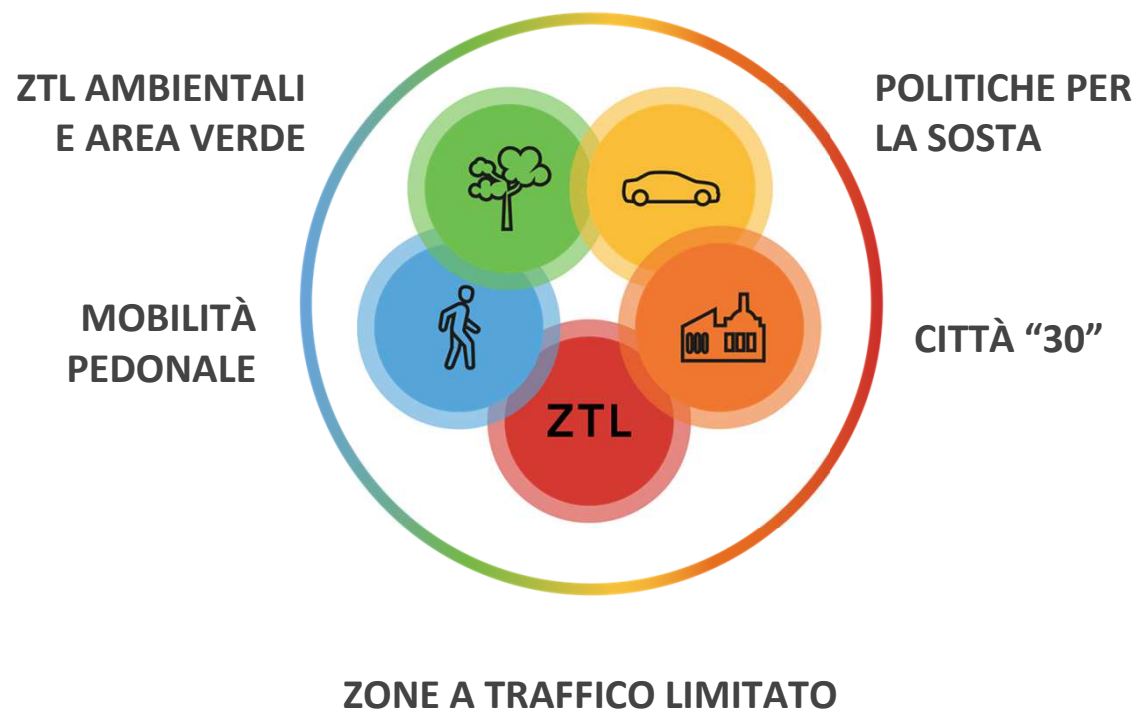 ZTL AMBIENTALI
E AREA VERDE
POLITICHE PER
LA SOSTA
MOBILITÀ
PEDONALE
CITTÀ “30”
ZTL
ZONE A TRAFFICO LIMITATO